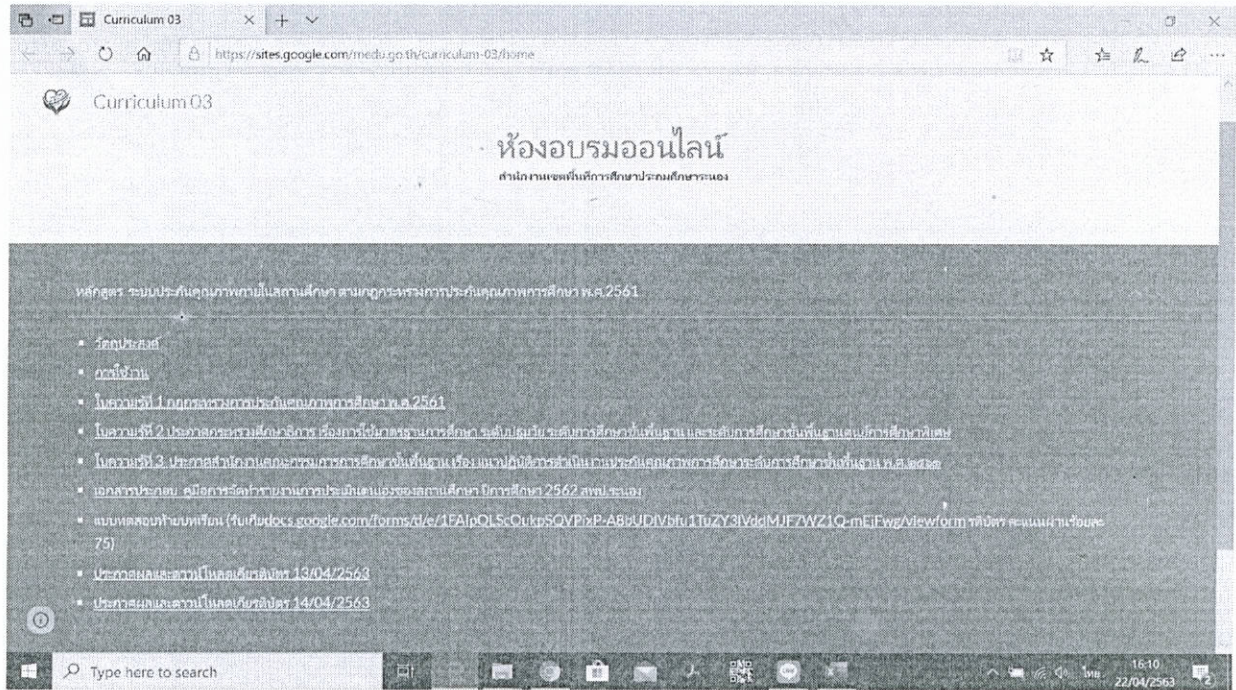 Curriculum 03
https://sites.google.com/medu.go.th/curriculum-03/home
Curriculum 03
ห้องอบรมออนไลน์
สำนักงานเขตพื้นที่การศึกษาประถมศึกษาระนอง
หลักสูตร ระบบประกันคุณภาพภายในสถานศึกษา ตามกฎกระทรวงการประกันคุณภาพการศึกษา พ.ศ.2561
วัตถุประสงค์
การใช้งาน
ใบความรู้ที่ 1 กฎกระทรวงการประกันคุณภาพการศึกษา พ.ศ.2561
ใบความรู้ที่ 2 ประกาศกระทรวงศึกษาธิการ เรื่องการใช้มาตรฐานการศึกษา ระดับปฐมวัย ระดับการศึกษาขั้นพื้นฐาน และระดับการศึกษาขั้นพื้นฐานศูนย์การศึกษาพิเศษ
ใบความรู้ที่ 3 ประกาศสำนักงานคณะกรรมการการศึกษาขั้นพื้นฐาน เรื่อง แนวปฏิบัติการดำเนินงานประกันคุณภาพการศึกษาระดับการศึกษาขั้นพื้นฐาน พ.ศ.๒๕๖๑
เอกสารประกอบ คู่มือการจัดทำรายงานการประเมินตนเองของสถานศึกษา ปีการศึกษา 2562 สพป.ระนอง
แบบทดสอบท้ายบทเรียน (รับเกียdocs.google.com/forms/d/e/ รติบัตร คะแนนผ่านร้อยละ
75)
ประกาศผลและดาวน์โหลดเกียรติบัตร 13/04/2563
ประกาศผลและดาวน์โหลดเกียรติบัตร 14/04/2563
Type here to search
ไทย
16:10
22/04/2563
2